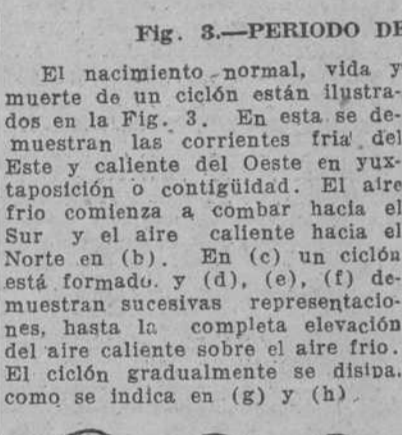 Fig. 3.—PERIODO DE
El nacimiento normal, vida y
muerte de un ciclón están ilustra-
dos en la Fig. 3. En esta se de-
muestran las corrientes fria del
Este y caliente del Oeste en yux-
taposición o contigüidad. El aire
frio comienza a combar hacia el
Sur y el aire caliente hacia el
Norte en (b). En (c) un ciclón
está formado. y (d), (e), (f) de-
muestran sucesivas representacio-
nes, hasta la completa elevación
del aire caliente sobre el aire frio.
El ciclón gradualmente se disipa.
como se indica en (g) y (h).